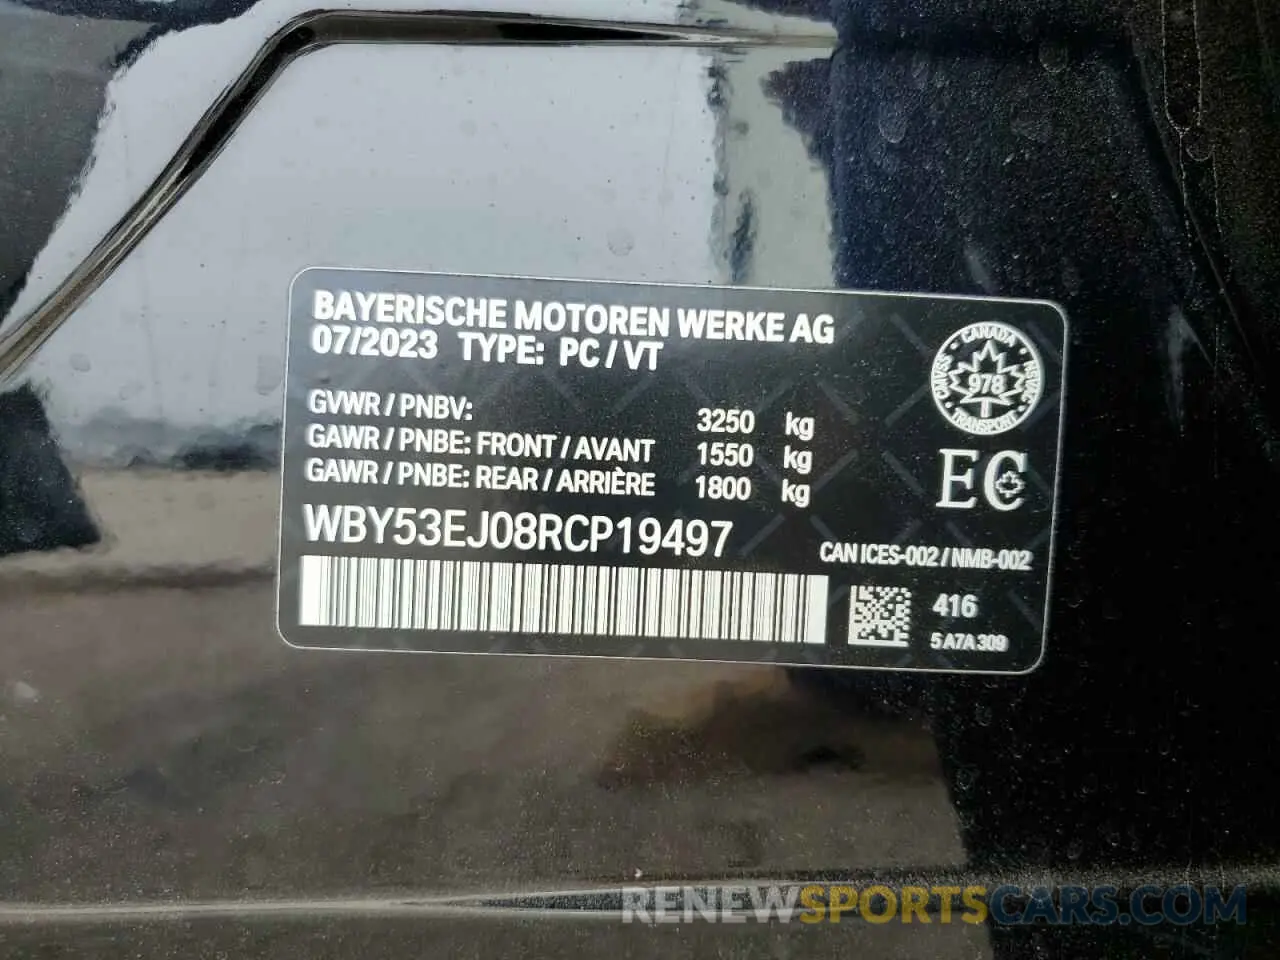 BAYERISCHE MOTOREN WERKE AG
07/2023 TYPE: PC / VT
GVWR / PNBV: 3250 kg
GAWR / PNBE: FRONT / AVANT 1550 kg
GAWR / PNBE: REAR / ARRIÈRE 1800 kg
WBY53EJ08RCP19497
CANADA
CMVSS 978 NSVAC
TRANSPORT
EC
CAN ICES-002 / NMB-002
416
5 A7A 309
RENEWSPORTSCARS.COM